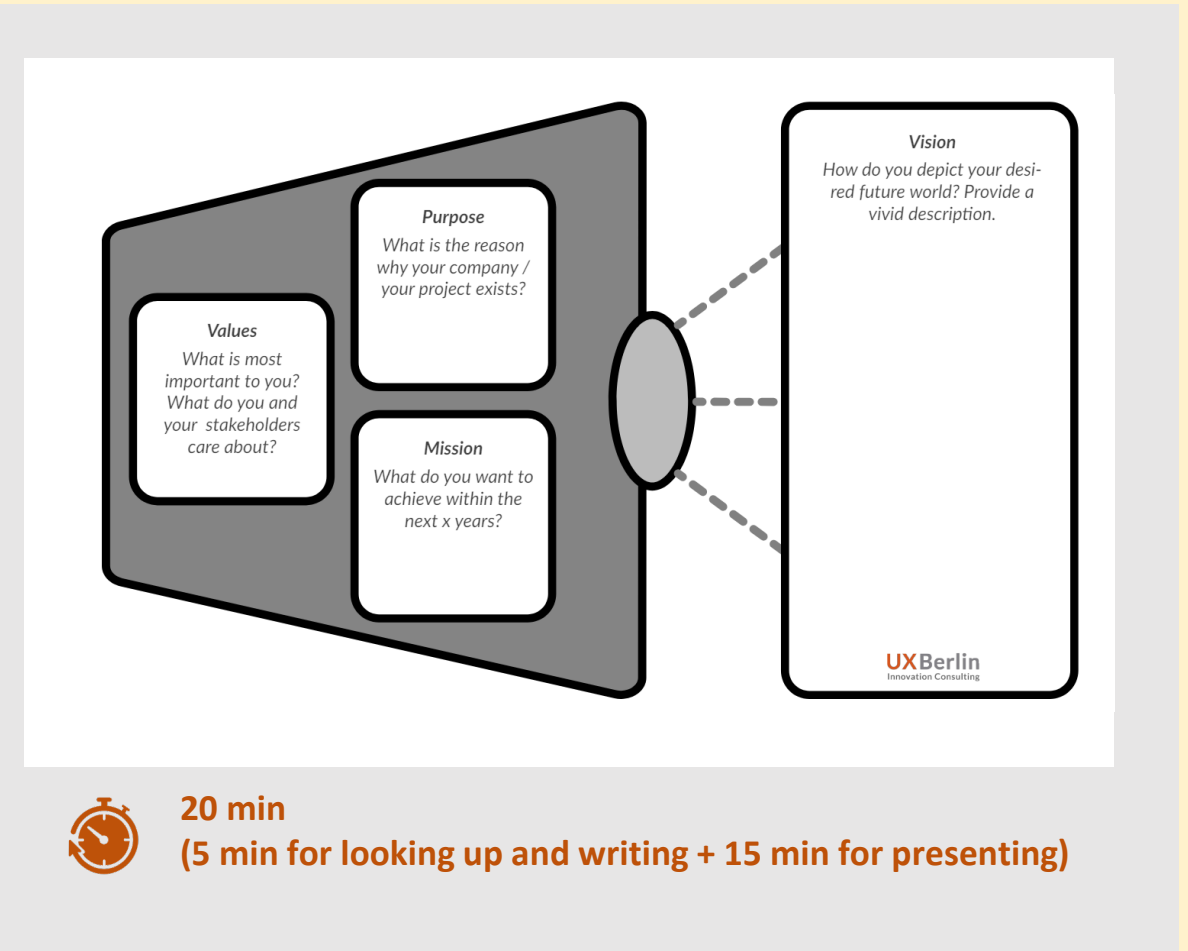 Values
What is most
important to you?
What do you and
your stakeholders
care about?
Purpose
What is the reason
why your company /
your project exists?
Mission
What do you want to
achieve within the
next x years?
Vision
How do you depict your desi-
red future world? Provide a
vivid description.
UXBerlin
Innovation Consulting
20 min
(5 min for looking up and writing + 15 min for presenting)